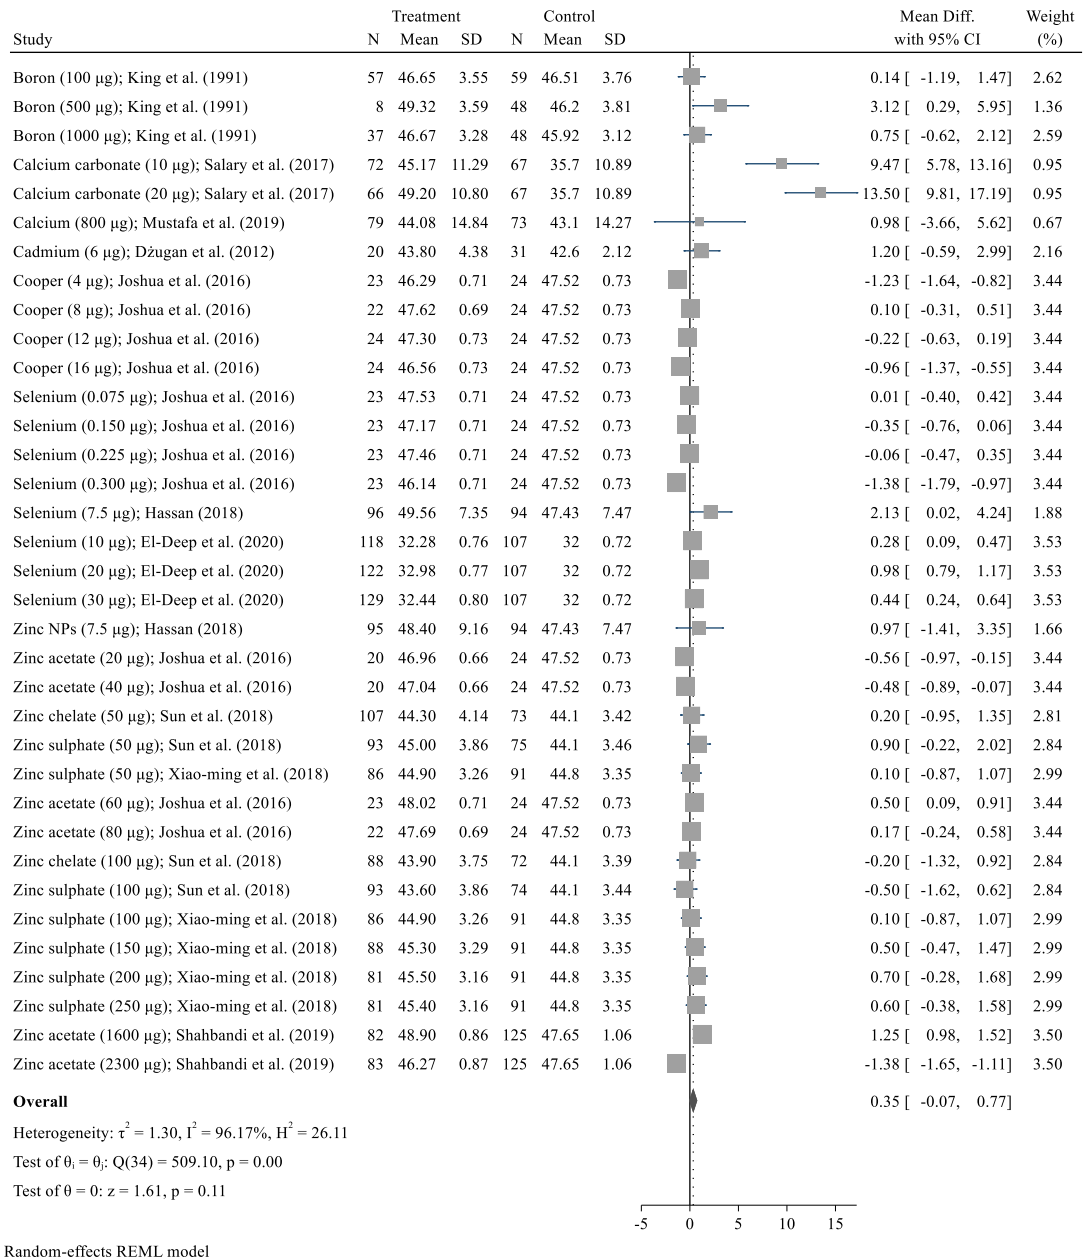 Treatment Control Mean Diff. Weight
Study N Mean SD N Mean SD with 95% CI (%)
Boron (100 µg); King et al. (1991) 57 46.65 3.55 59 46.51 3.76 0.14 [ -1.19, 1.47] 2.62
Boron (500 µg); King et al. (1991) 8 49.32 3.59 48 46.2 3.81 3.12 [ 0.29, 5.95] 1.36
Boron (1000 µg); King et al. (1991) 37 46.67 3.28 48 45.92 3.12 0.75 [ -0.62, 2.12] 2.59
Calcium carbonate (10 µg); Salary et al. (2017) 72 45.17 11.29 67 35.7 10.89 9.47 [ 5.78, 13.16] 0.95
Calcium carbonate (20 µg); Salary et al. (2017) 66 49.20 10.80 67 35.7 10.89 13.50 [ 9.81, 17.19] 0.95
Calcium (800 µg); Mustafa et al. (2019) 79 44.08 14.84 73 43.1 14.27 0.98 [ -3.66, 5.62] 0.67
Cadmium (6 µg); Dżugan et al. (2012) 20 43.80 4.38 31 42.6 2.12 1.20 [ -0.59, 2.99] 2.16
Cooper (4 µg); Joshua et al. (2016) 23 46.29 0.71 24 47.52 0.73 -1.23 [ -1.64, -0.82] 3.44
Cooper (8 µg); Joshua et al. (2016) 22 47.62 0.69 24 47.52 0.73 0.10 [ -0.31, 0.51] 3.44
Cooper (12 µg); Joshua et al. (2016) 24 47.30 0.73 24 47.52 0.73 -0.22 [ -0.63, 0.19] 3.44
Cooper (16 µg); Joshua et al. (2016) 24 46.56 0.73 24 47.52 0.73 -0.96 [ -1.37, -0.55] 3.44
Selenium (0.075 µg); Joshua et al. (2016) 23 47.53 0.71 24 47.52 0.73 0.01 [ -0.40, 0.42] 3.44
Selenium (0.150 µg); Joshua et al. (2016) 23 47.17 0.71 24 47.52 0.73 -0.35 [ -0.76, 0.06] 3.44
Selenium (0.225 µg); Joshua et al. (2016) 23 47.46 0.71 24 47.52 0.73 -0.06 [ -0.47, 0.35] 3.44
Selenium (0.300 µg); Joshua et al. (2016) 23 46.14 0.71 24 47.52 0.73 -1.38 [ -1.79, -0.97] 3.44
Selenium (7.5 µg); Hassan (2018) 96 49.56 7.35 94 47.43 7.47 2.13 [ 0.02, 4.24] 1.88
Selenium (10 µg); El-Deep et al. (2020) 118 32.28 0.76 107 32 0.72 0.28 [ 0.09, 0.47] 3.53
Selenium (20 µg); El-Deep et al. (2020) 122 32.98 0.77 107 32 0.72 0.98 [ 0.79, 1.17] 3.53
Selenium (30 µg); El-Deep et al. (2020) 129 32.44 0.80 107 32 0.72 0.44 [ 0.24, 0.64] 3.53
Zinc NPs (7.5 µg); Hassan (2018) 95 48.40 9.16 94 47.43 7.47 0.97 [ -1.41, 3.35] 1.66
Zinc acetate (20 µg); Joshua et al. (2016) 20 46.96 0.66 24 47.52 0.73 -0.56 [ -0.97, -0.15] 3.44
Zinc acetate (40 µg); Joshua et al. (2016) 20 47.04 0.66 24 47.52 0.73 -0.48 [ -0.89, -0.07] 3.44
Zinc chelate (50 µg); Sun et al. (2018) 107 44.30 4.14 73 44.1 3.42 0.20 [ -0.95, 1.35] 2.81
Zinc sulphate (50 µg); Sun et al. (2018) 93 45.00 3.86 75 44.1 3.46 0.90 [ -0.22, 2.02] 2.84
Zinc sulphate (50 µg); Xiao-ming et al. (2018) 86 44.90 3.26 91 44.8 3.35 0.10 [ -0.87, 1.07] 2.99
Zinc acetate (60 µg); Joshua et al. (2016) 23 48.02 0.71 24 47.52 0.73 0.50 [ 0.09, 0.91] 3.44
Zinc acetate (80 µg); Joshua et al. (2016) 22 47.69 0.69 24 47.52 0.73 0.17 [ -0.24, 0.58] 3.44
Zinc chelate (100 µg); Sun et al. (2018) 88 43.90 3.75 72 44.1 3.39 -0.20 [ -1.32, 0.92] 2.84
Zinc sulphate (100 µg); Sun et al. (2018) 93 43.60 3.86 74 44.1 3.44 -0.50 [ -1.62, 0.62] 2.84
Zinc sulphate (100 µg); Xiao-ming et al. (2018) 86 44.90 3.26 91 44.8 3.35 0.10 [ -0.87, 1.07] 2.99
Zinc sulphate (150 µg); Xiao-ming et al. (2018) 88 45.30 3.29 91 44.8 3.35 0.50 [ -0.47, 1.47] 2.99
Zinc sulphate (200 µg); Xiao-ming et al. (2018) 81 45.50 3.16 91 44.8 3.35 0.70 [ -0.28, 1.68] 2.99
Zinc sulphate (250 µg); Xiao-ming et al. (2018) 81 45.40 3.16 91 44.8 3.35 0.60 [ -0.38, 1.58] 2.99
Zinc acetate (1600 µg); Shahbandi et al. (2019) 82 48.90 0.86 125 47.65 1.06 1.25 [ 0.98, 1.52] 3.50
Zinc acetate (2300 µg); Shahbandi et al. (2019) 83 46.27 0.87 125 47.65 1.06 -1.38 [ -1.65, -1.11] 3.50
Overall 0.35 [ -0.07, 0.77]
Heterogeneity: τ² = 1.30, I² = 96.17%, H² = 26.11
Test of θᵢ = θⱼ: Q(34) = 509.10, p = 0.00
Test of θ = 0: z = 1.61, p = 0.11
-5 0 5 10 15
Random-effects REML model